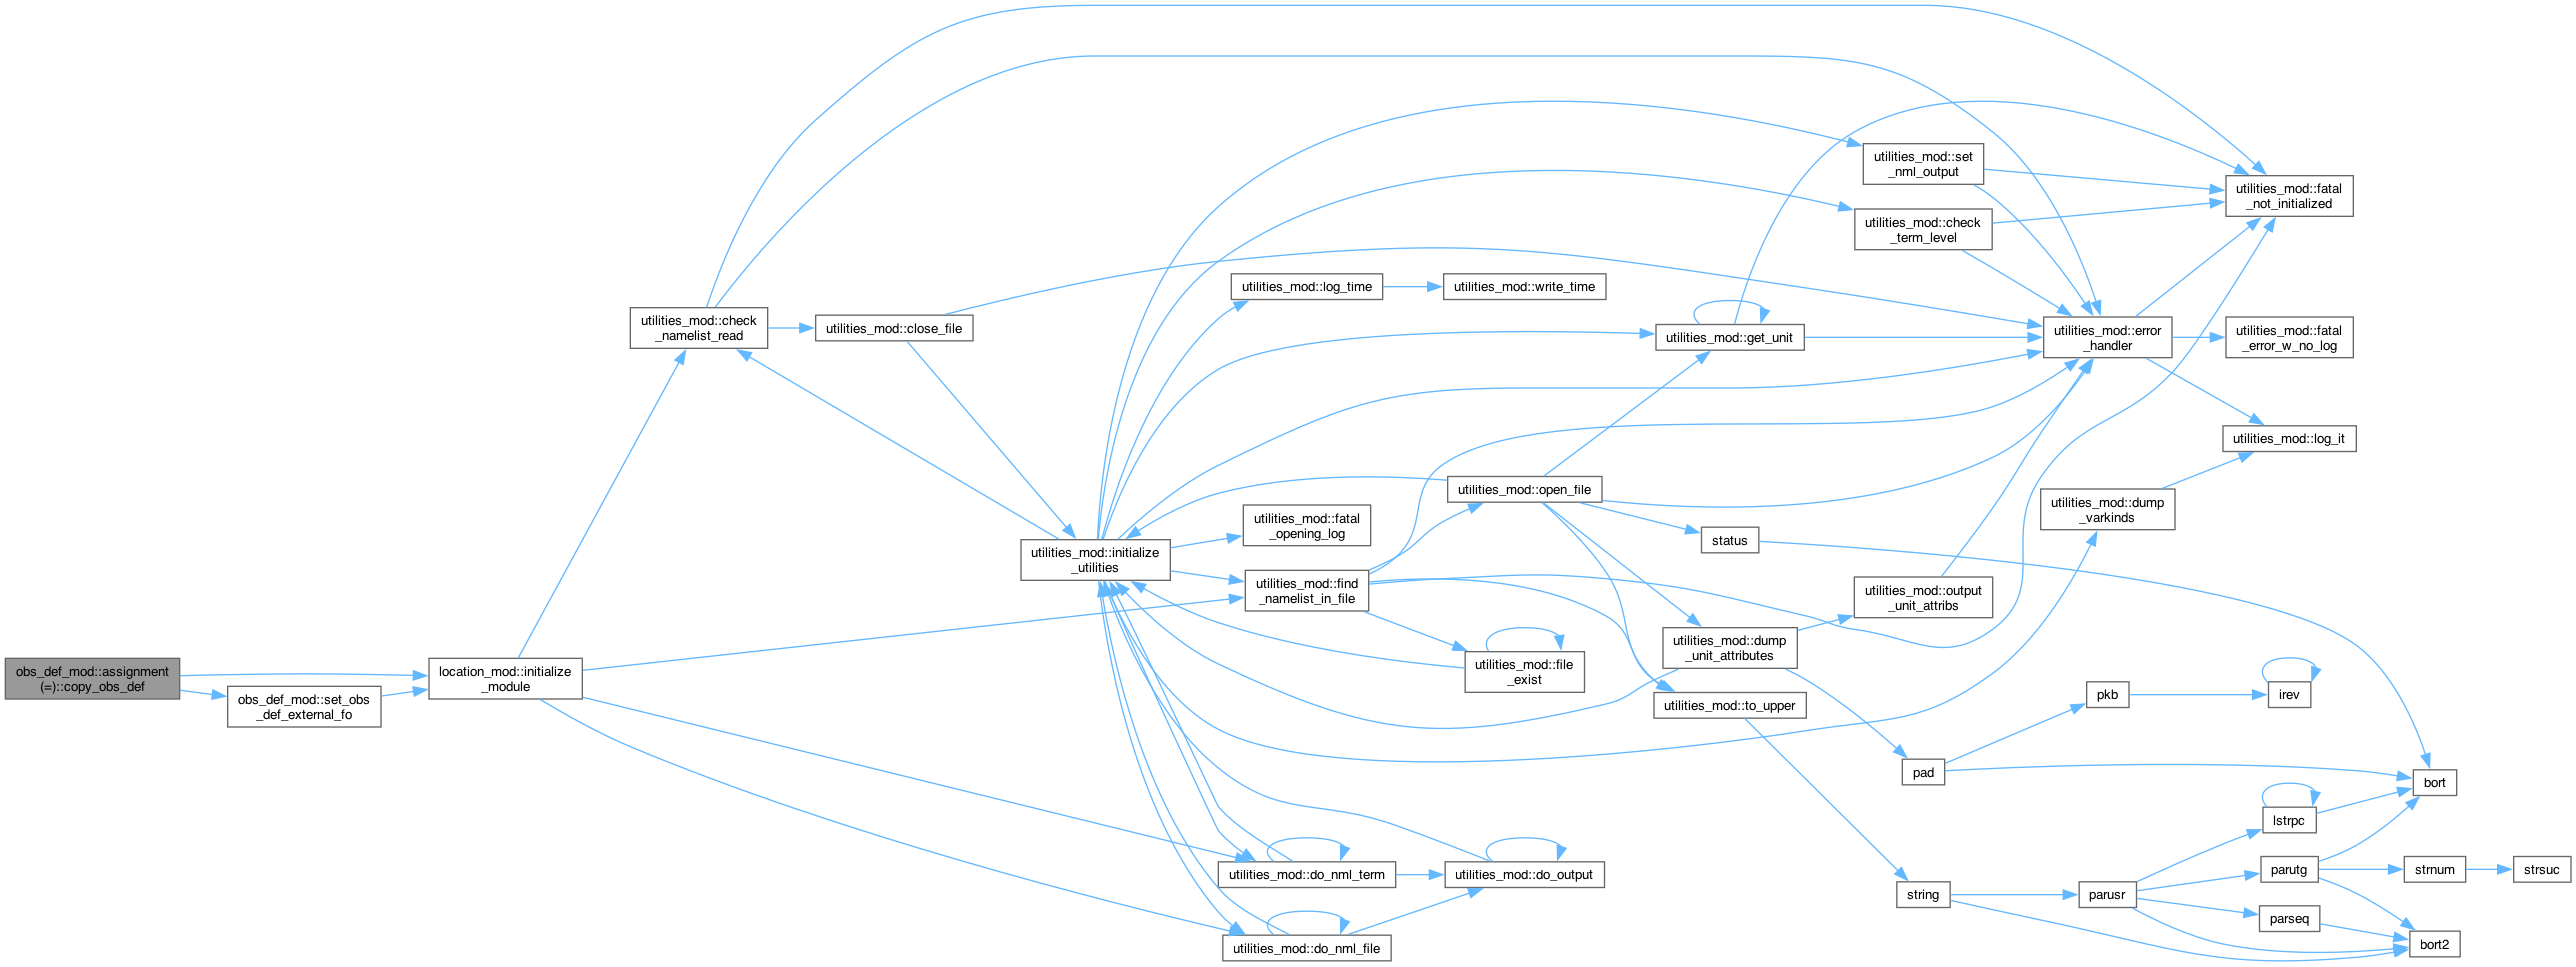 obs_def_mod::assignment
(=)::copy_obs_def
obs_def_mod::set_obs
_def_external_fo
location_mod::initialize
_module
utilities_mod::check
_namelist_read
utilities_mod::close_file
utilities_mod::initialize
_utilities
utilities_mod::log_time
utilities_mod::write_time
utilities_mod::fatal
_opening_log
utilities_mod::find
_namelist_in_file
utilities_mod::do_nml_term
utilities_mod::do_nml_file
utilities_mod::open_file
utilities_mod::file
_exist
utilities_mod::do_output
utilities_mod::get_unit
status
utilities_mod::dump
_unit_attributes
utilities_mod::to_upper
utilities_mod::set
_nml_output
utilities_mod::check
_term_level
utilities_mod::output
_unit_attribs
pad
string
utilities_mod::error
_handler
utilities_mod::dump
_varkinds
pkb
parusr
utilities_mod::fatal
_not_initialized
utilities_mod::fatal
_error_w_no_log
utilities_mod::log_it
irev
lstrpc
parutg
parseq
bort
strnum
bort2
strsuc